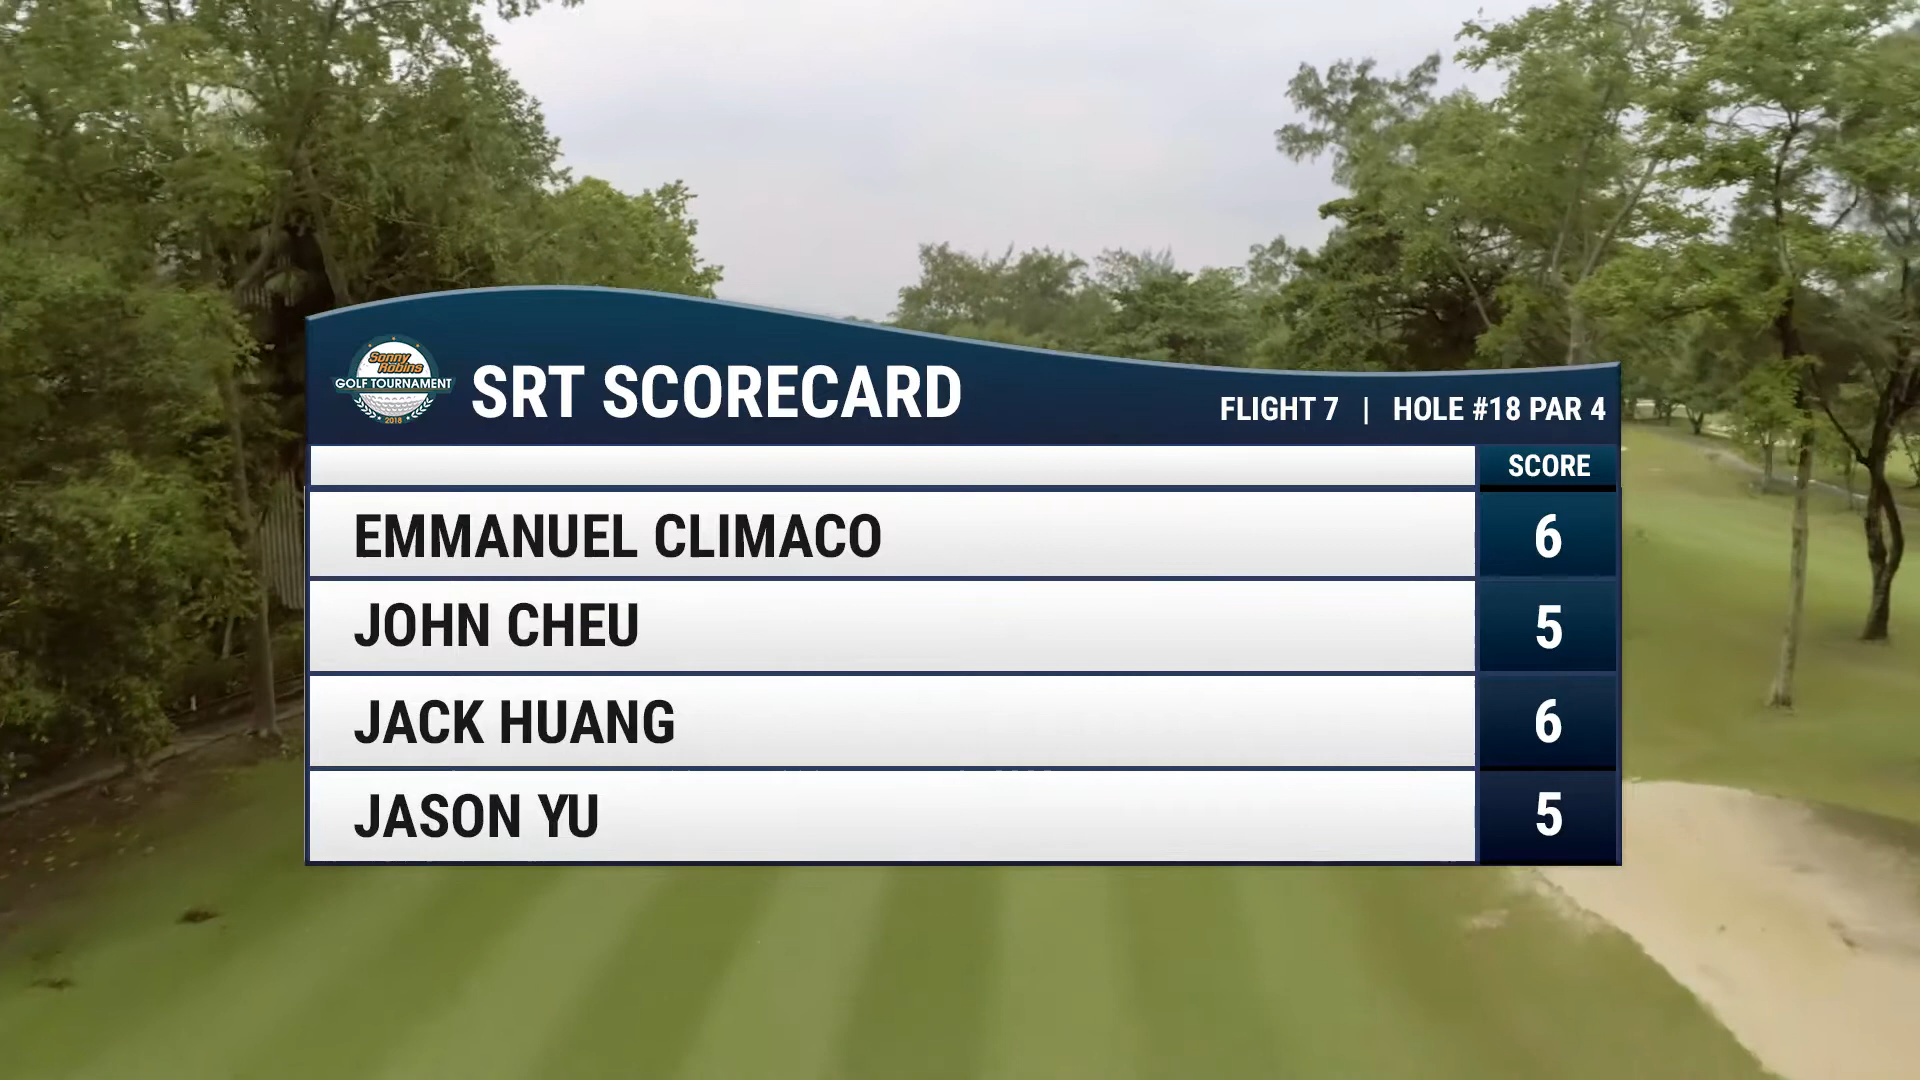 Sonny
Robins
GOLF TOURNAMENT
2018
SRT SCORECARD
FLIGHT 7 | HOLE #18 PAR 4
SCORE
EMMANUEL CLIMACO 6
JOHN CHEU 5
JACK HUANG 6
JASON YU 5